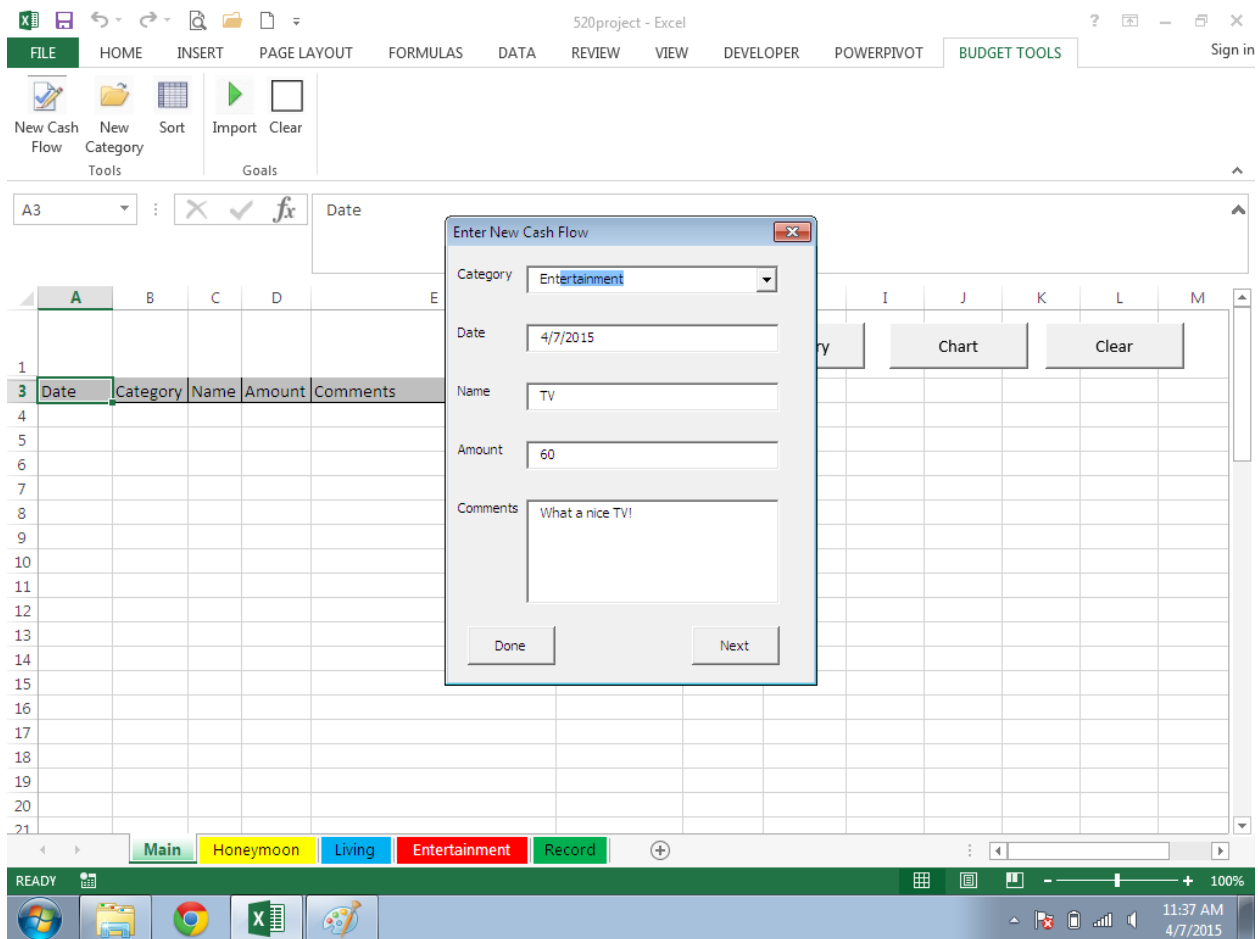 520project - Excel
?
FILE HOME INSERT PAGE LAYOUT FORMULAS DATA REVIEW VIEW DEVELOPER POWERPIVOT BUDGET TOOLS Sign in
New Cash Flow New Category Sort Import Clear
Tools Goals
A3 fx Date
Enter New Cash Flow
Category Entertainment
Date 4/7/2015
Name TV
Amount 60
Comments What a nice TV!
Done Next
A B C D E I J K L M
ry Chart Clear
1
3 Date Category Name Amount Comments
4
5
6
7
8
9
10
11
12
13
14
15
16
17
18
19
20
21
Main Honeymoon Living Entertainment Record
READY 100%
11:37 AM
4/7/2015